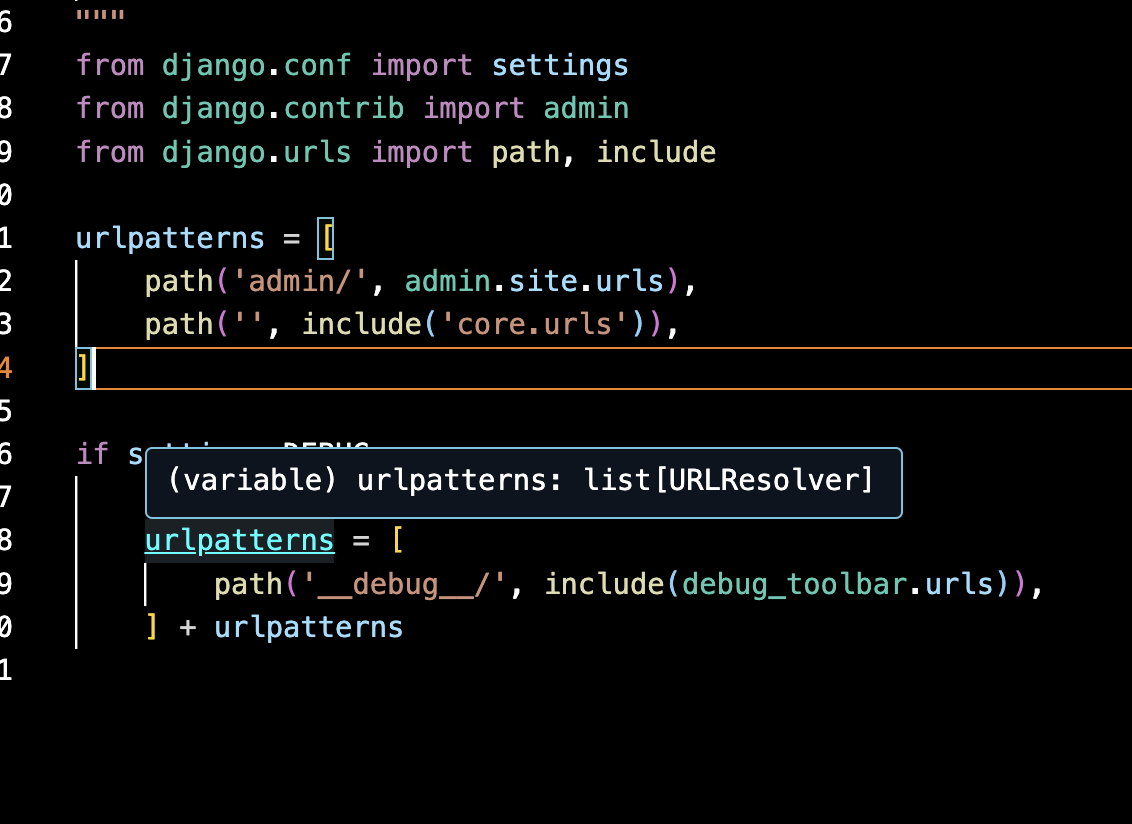 6 """
7 from django.conf import settings
8 from django.contrib import admin
9 from django.urls import path, include
0
1 urlpatterns = [
2     path('admin/', admin.site.urls),
3     path('', include('core.urls')),
4 ]
5
6 if
(variable) urlpatterns: list[URLResolver]
7
8     urlpatterns = [
9         path('__debug__/', include(debug_toolbar.urls)),
0     ] + urlpatterns
1